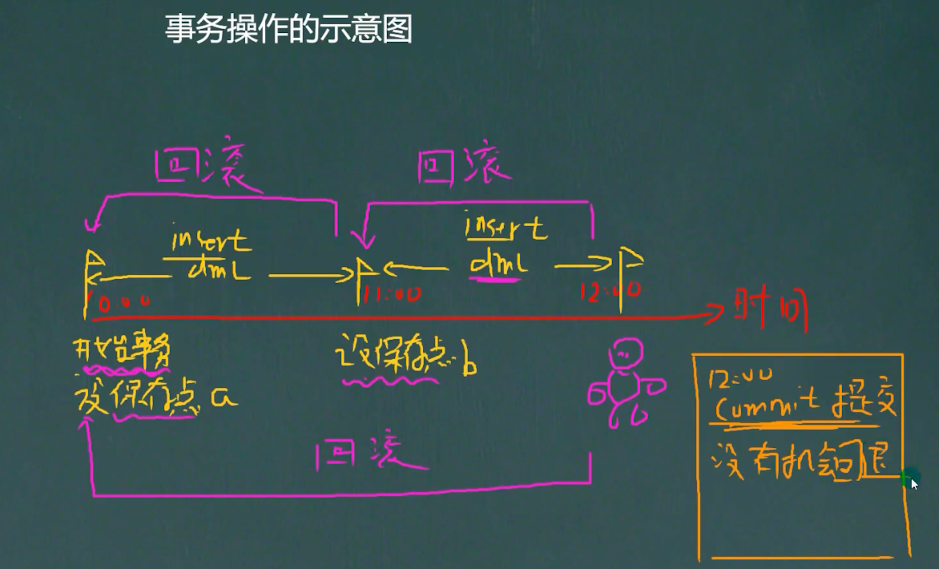 事务操作的示意图
回滚
回滚
insert
dml
insert
dml
10:00
11:00
12:00
时间
开始事务
设保存点 a
设保存点 b
回滚
12:00
Commit 提交
没有机会回退